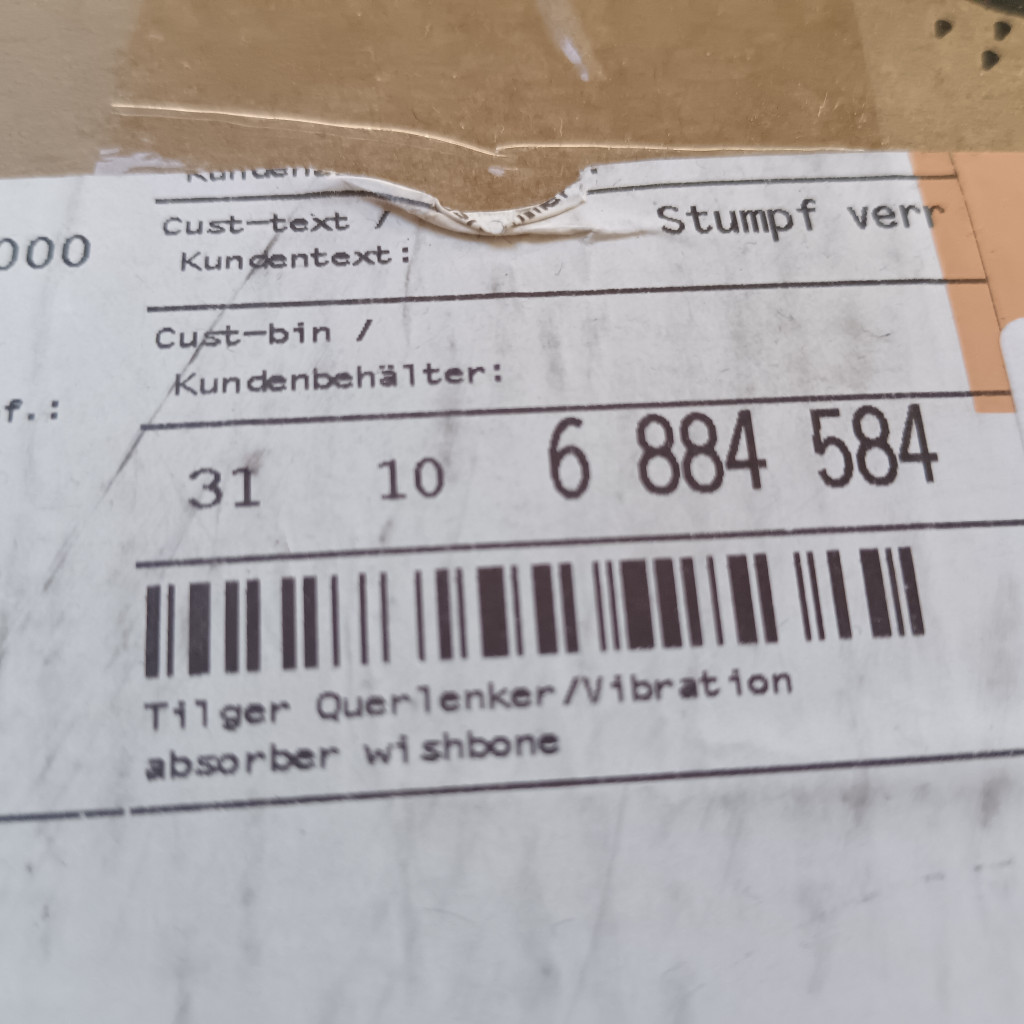 Cust-text /
Stumpf verr
000
Kundentext:
Cust-bin /
Kundenbehälter:
f.:
31 10 6 884 584
Tilger Querlenker/Vibration
absorber wishbone